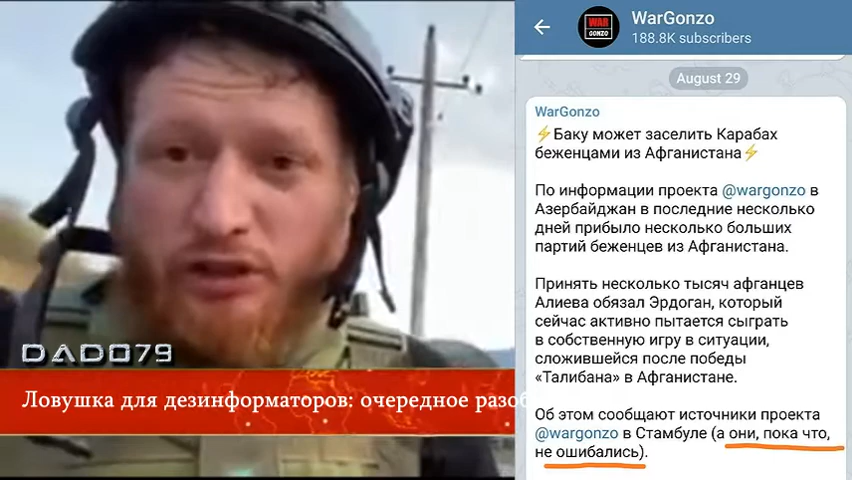 DADO79
Ловушка для дезинформаторов: очередное разоб
WarGonzo
WAR
GONZO
188.8K subscribers
August 29
WarGonzo
⚡Баку может заселить Карабах
беженцами из Афганистана⚡
По информации проекта @wargonzo в
Азербайджан в последние несколько
дней прибыло несколько больших
партий беженцев из Афганистана.
Принять несколько тысяч афганцев
Алиева обязал Эрдоган, который
сейчас активно пытается сыграть
в собственную игру в ситуации,
сложившейся после победы
«Талибана» в Афганистане.
Об этом сообщают источники проекта
@wargonzo в Стамбуле (а они, пока что,
не ошибались).